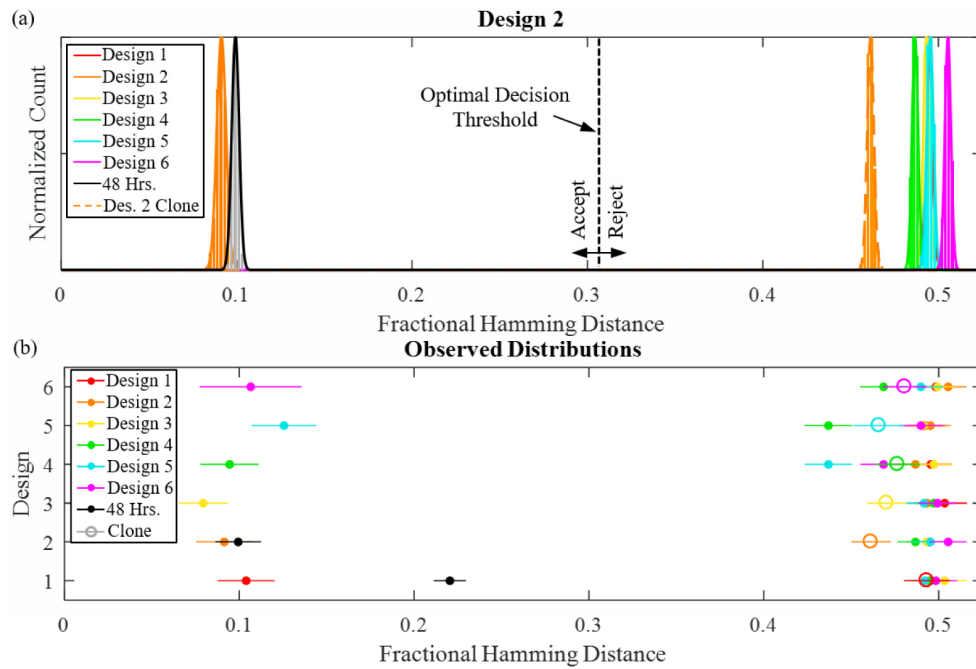 (a)
Design 2
Design 1
Design 2
Design 3
Design 4
Design 5
Design 6
48 Hrs.
Des. 2 Clone
Normalized Count
Optimal Decision
Threshold
Accept
Reject
0 0.1 0.2 0.3 0.4 0.5
Fractional Hamming Distance
(b)
Observed Distributions
Design 1
Design 2
Design 3
Design 4
Design 5
Design 6
48 Hrs.
Clone
Design
6
5
4
3
2
1
0 0.1 0.2 0.3 0.4 0.5
Fractional Hamming Distance